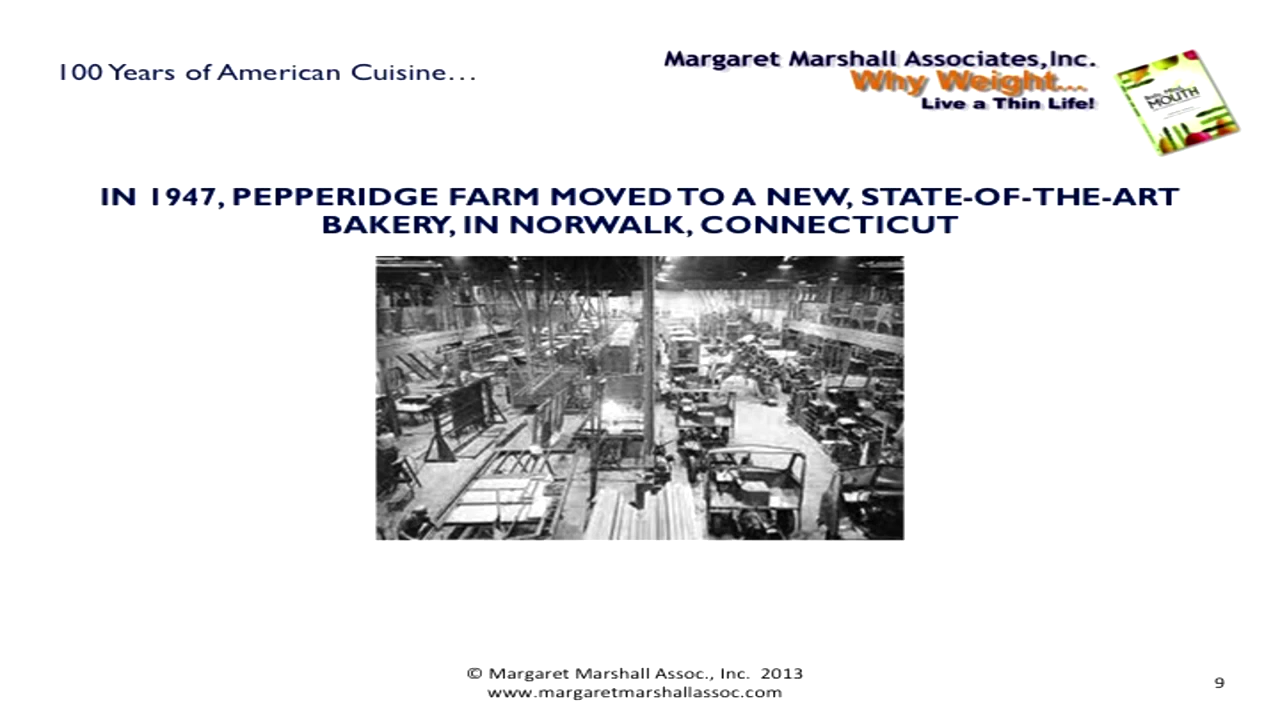 100 Years of American Cuisine…
Margaret Marshall Associates,Inc.
Why Weight....
Live a Thin Life!
MOUTH
IN 1947, PEPPERIDGE FARM MOVED TO A NEW, STATE-OF-THE-ART
BAKERY, IN NORWALK, CONNECTICUT
© Margaret Marshall Assoc., Inc. 2013
www.margaretmarshallassoc.com
9